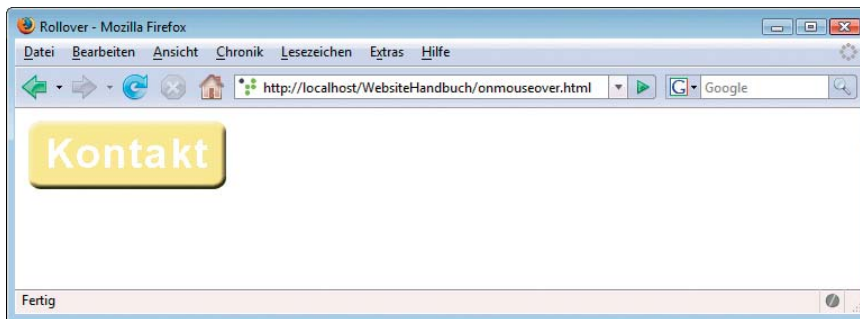 Rollover - Mozilla Firefox
Datei Bearbeiten Ansicht Chronik Lesezeichen Extras Hilfe
http://localhost/WebsiteHandbuch/onmouseover.html G Google
Kontakt
Fertig